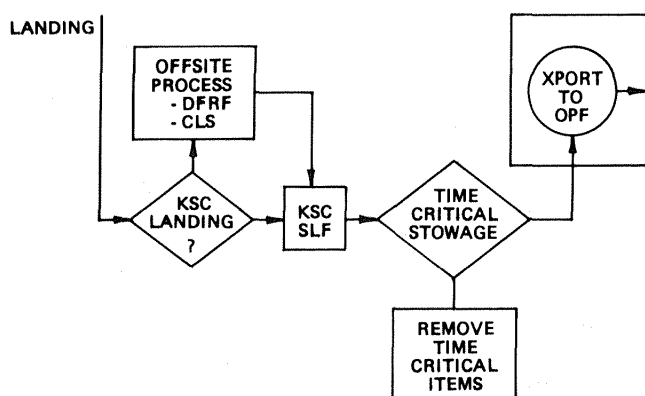 LANDING
OFFSITE
PROCESS
- DFRF
- CLS
KSC
LANDING
?
KSC
SLF
TIME
CRITICAL
STOWAGE
REMOVE
TIME
CRITICAL
ITEMS
XPORT
TO
OPF